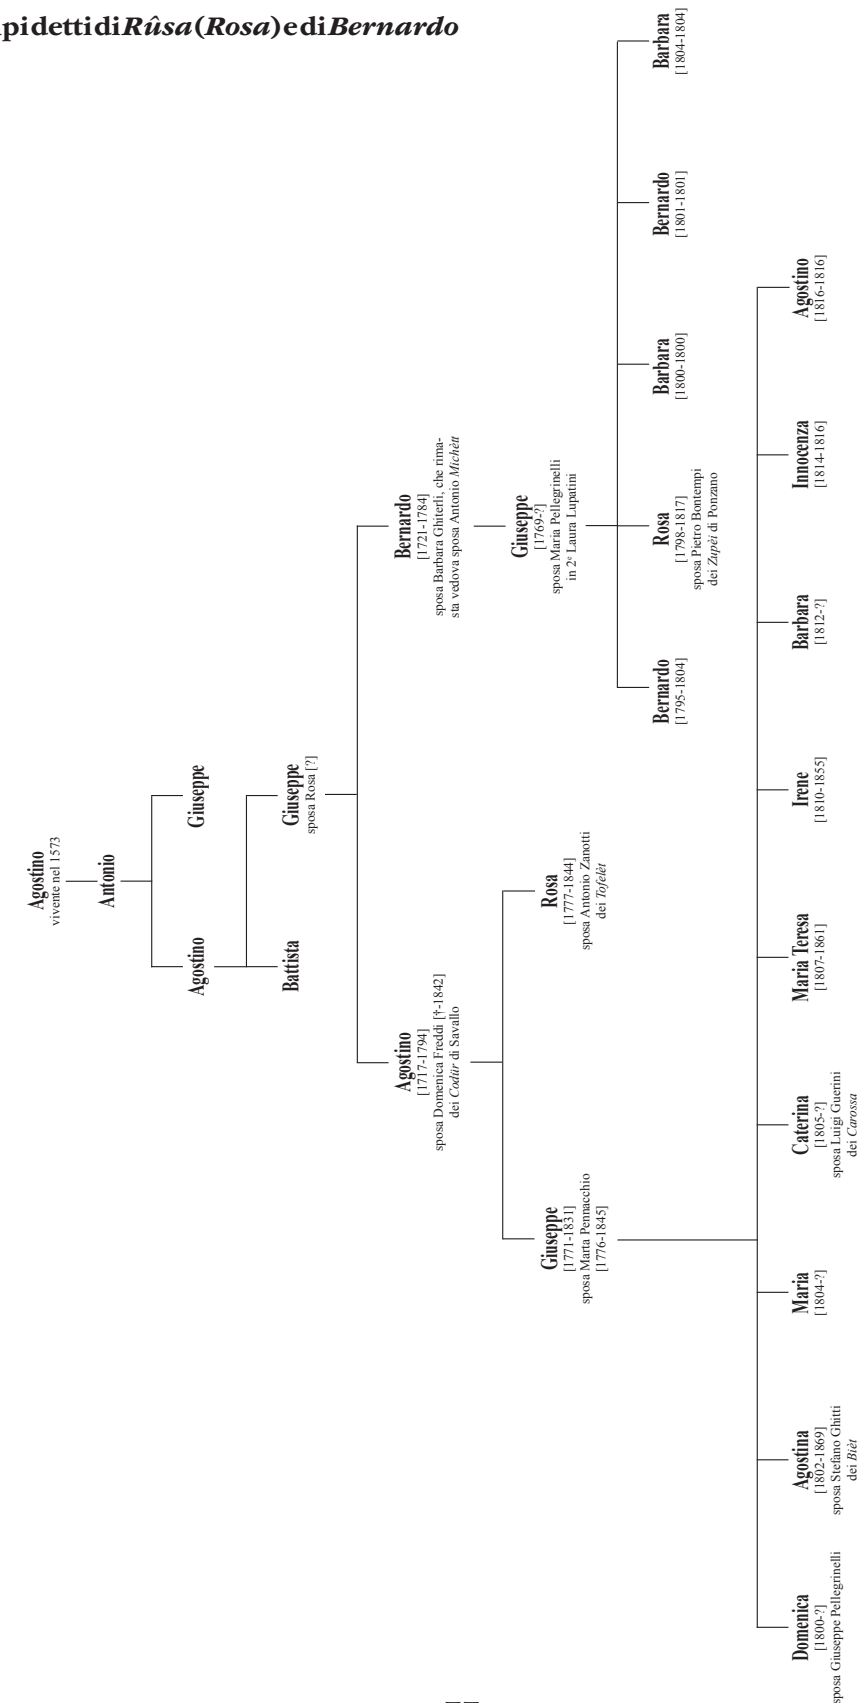 pidettidiRûsa(Rosa)ediBernardo
Agostino
vivente nel 1573
Antonio
Agostino
Giuseppe
Battista
Giuseppe
sposa Rosa [?]
Agostino
[1717-1794]
sposa Domenica Freddi [†-1842]
dei Codür di Savallo
Bernardo
[1721-1784]
sposa Barbara Ghiterli, che rima-
sta vedova sposa Antonio Michètt
Giuseppe
[1771-1831]
sposa Marta Pennacchio
[1776-1845]
Rosa
[1777-1844]
sposa Antonio Zanotti
dei Tofelèt
Giuseppe
[1769-?]
sposa Maria Pellegrinelli
in 2ᵉ Laura Lupatini
Bernardo
[1795-1804]
Rosa
[1798-1817]
sposa Pietro Bontempi
dei Zupèi di Ponzano
Barbara
[1800-1800]
Bernardo
[1801-1801]
Barbara
[1804-1804]
Domenica
[1800-?]
sposa Giuseppe Pellegrinelli
Agostina
[1802-1869]
sposa Stefano Ghitti
dei Bièt
Maria
[1804-?]
Caterina
[1805-?]
sposa Luigi Guerini
dei Carossa
Maria Teresa
[1807-1861]
Irene
[1810-1855]
Barbara
[1812-?]
Innocenza
[1814-1816]
Agostino
[1816-1816]